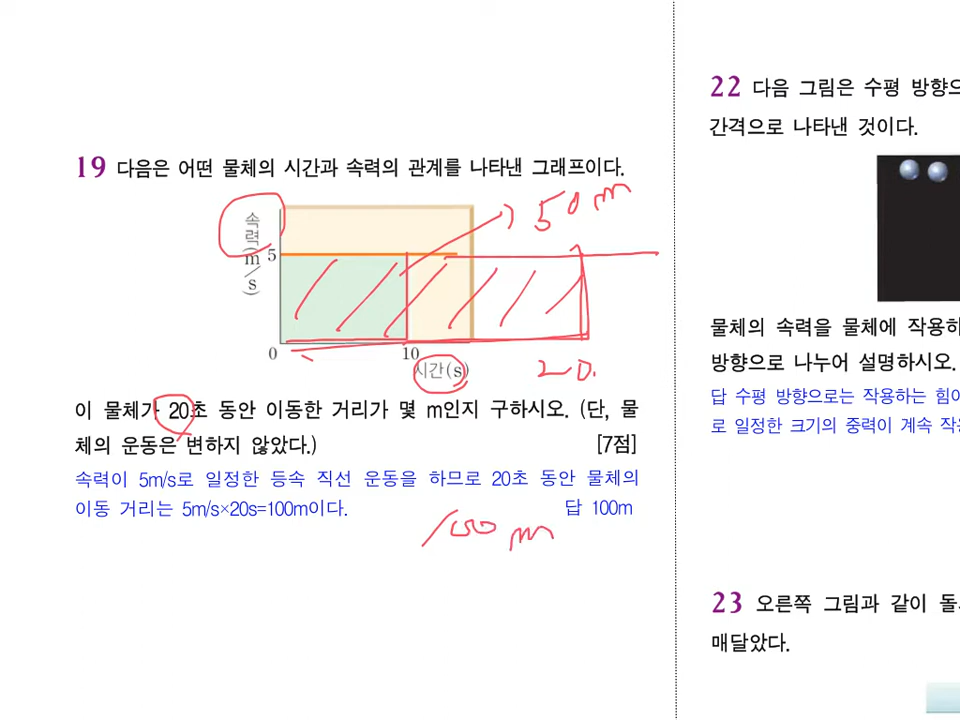 19 다음은 어떤 물체의 시간과 속력의 관계를 나타낸 그래프이다.
속력(m/s)
5
50 m
0
10
시간(s)
20.
이 물체가 20초 동안 이동한 거리가 몇 m인지 구하시오. (단, 물
체의 운동은 변하지 않았다.)
[7점]
속력이 5m/s로 일정한 등속 직선 운동을 하므로 20초 동안 물체의
이동 거리는 5m/s×20s=100m이다.
답 100m
100 m
22 다음 그림은 수평 방향으
간격으로 나타낸 것이다.
물체의 속력을 물체에 작용하
방향으로 나누어 설명하시오.
답 수평 방향으로는 작용하는 힘이
로 일정한 크기의 중력이 계속 작용
23 오른쪽 그림과 같이 돌
매달았다.